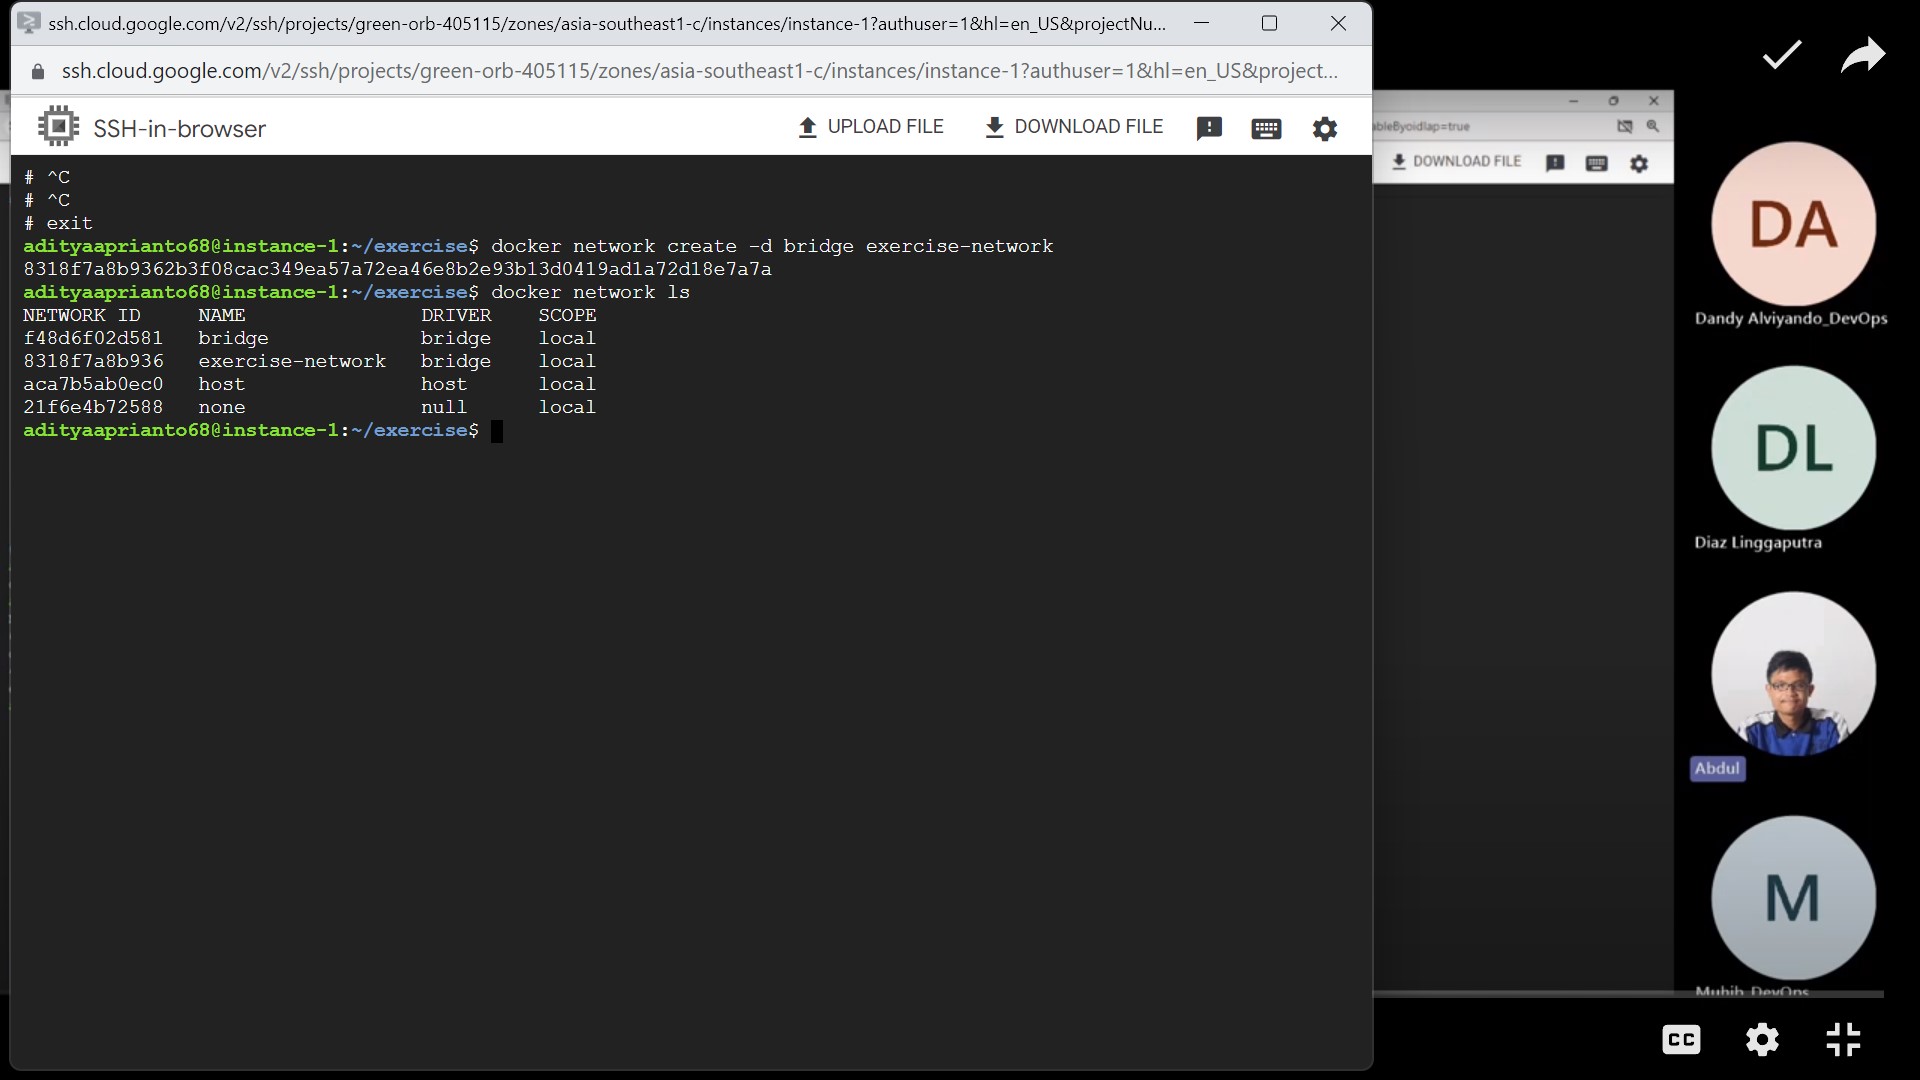 ssh.cloud.google.com/v2/ssh/projects/green-orb-405115/zones/asia-southeast1-c/instances/instance-1?authuser=1&hl=en_US&projectNu...
ssh.cloud.google.com/v2/ssh/projects/green-orb-405115/zones/asia-southeast1-c/instances/instance-1?authuser=1&hl=en_US&project...
SSH-in-browser
UPLOAD FILE
DOWNLOAD FILE
# ^C
# ^C
# exit
adityaaprianto68@instance-1:~/exercise$ docker network create -d bridge exercise-network
8318f7a8b9362b3f08cac349ea57a72ea46e8b2e93b13d0419ad1a72d18e7a7a
adityaaprianto68@instance-1:~/exercise$ docker network ls
NETWORK ID NAME DRIVER SCOPE
f48d6f02d581 bridge bridge local
8318f7a8b936 exercise-network bridge local
aca7b5ab0ec0 host host local
21f6e4b72588 none null local
adityaaprianto68@instance-1:~/exercise$
ableByoidlap=true
DOWNLOAD FILE
DA
Dandy Alviyando_DevOps
DL
Diaz Linggaputra
Abdul
M
Muhib_DevOps
CC